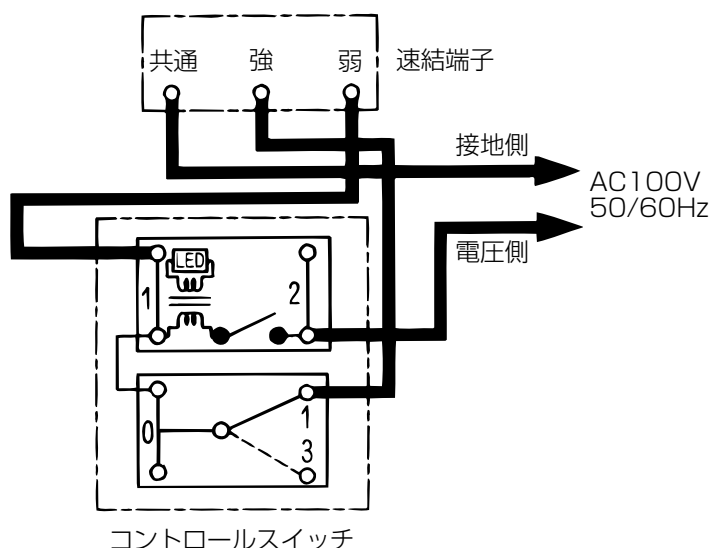 共通 強 弱 速結端子
接地側
AC100V
50/60Hz
電圧側
LED
1 2
0 1
3
コントロールスイッチ